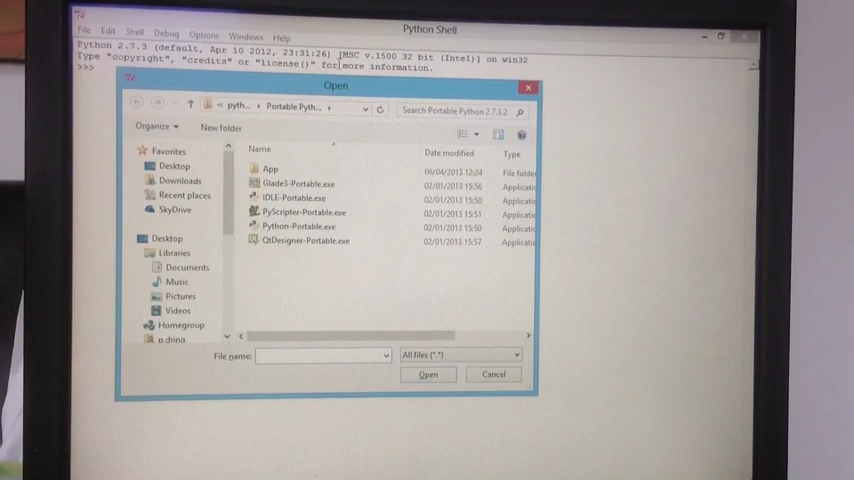 Python Shell
File Edit Shell Debug Options Windows Help
Python 2.7.3 (default, Apr 10 2012, 23:31:26) [MSC v.1500 32 bit (Intel)] on win32
Type "copyright", "credits" or "license()" for more information.
>>>
Open
« pyth... ▸ Portable Pyth... ▸ Search Portable Python 2.7.3.2
Organize New folder
Name Date modified Type
Favorites
Desktop
Downloads
Recent places
SkyDrive
Desktop
Libraries
Documents
Music
Pictures
Videos
Homegroup
p.dring
App 06/04/2013 12:24 File folder
Glade3-Portable.exe 02/01/2013 15:56 Applicatic
IDLE-Portable.exe 02/01/2013 15:50 Applicatic
PyScripter-Portable.exe 02/01/2013 15:51 Applicatic
Python-Portable.exe 02/01/2013 15:50 Applicatic
QtDesigner-Portable.exe 02/01/2013 15:57 Applicatic
File name: All files (*.*)
Open Cancel